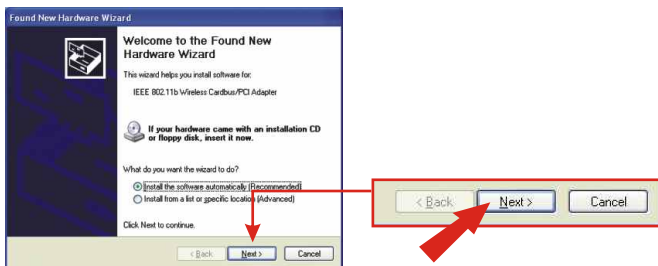 Found New Hardware Wizard
Welcome to the Found New
Hardware Wizard
This wizard helps you install software for:
IEEE 802.11b Wireless Cardbus/PCI Adapter
If your hardware came with an installation CD
or floppy disk, insert it now.
What do you want the wizard to do?
Install the software automatically (Recommended)
Install from a list or specific location (Advanced)
Click Next to continue.
< Back Next > Cancel
< Back Next > Cancel